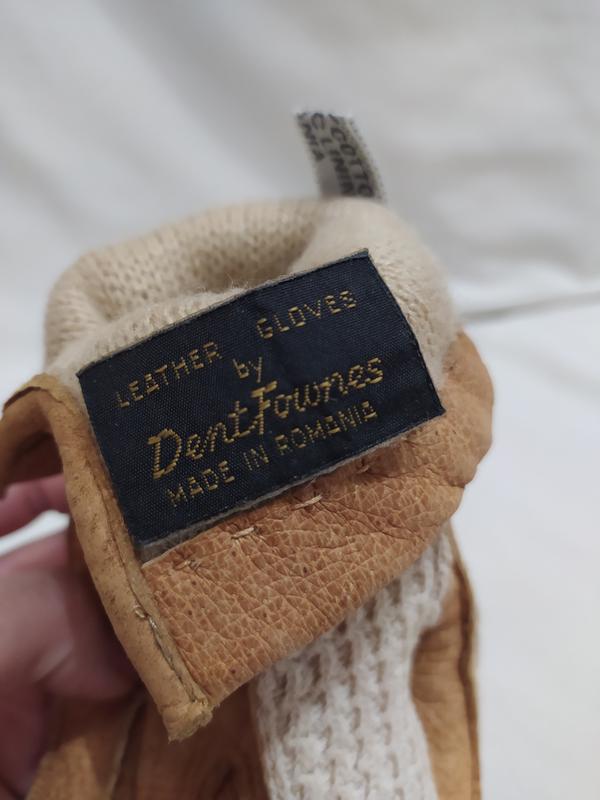 LEATHER GLOVES
by
DentFownes
MADE IN ROMANIA